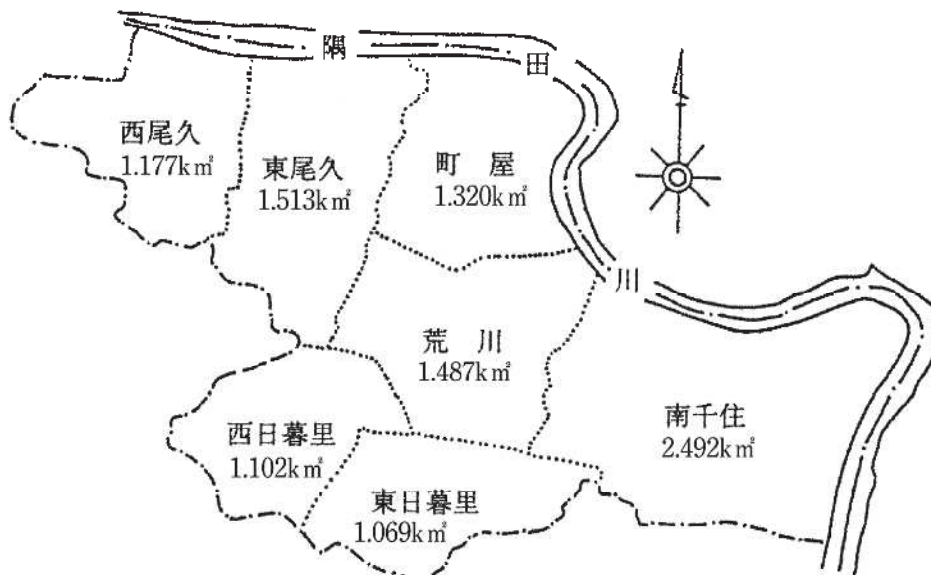 隅田川
西尾久
1.177k㎡
東尾久
1.513k㎡
町 屋
1.320k㎡
荒 川
1.487k㎡
南千住
2.492k㎡
西日暮里
1.102k㎡
東日暮里
1.069k㎡